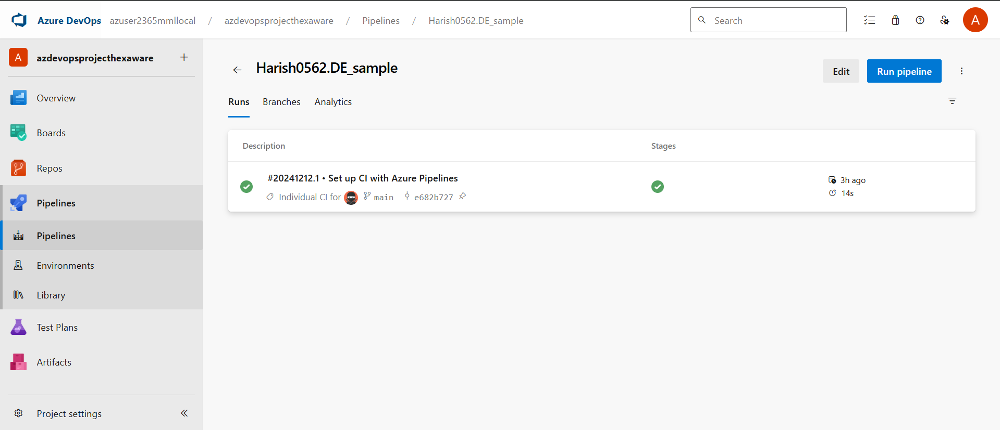 Azure DevOps azuser2365mmllocal / azdevopsprojecthexaware / Pipelines / Harish0562.DE_sample
Search
A
A azdevopsprojecthexaware +
Overview
Boards
Repos
Pipelines
Pipelines
Environments
Library
Test Plans
Artifacts
Project settings
Harish0562.DE_sample
Edit
Run pipeline
Runs Branches Analytics
Description Stages
#20241212.1 • Set up CI with Azure Pipelines
Individual CI for main e682b727
3h ago
14s